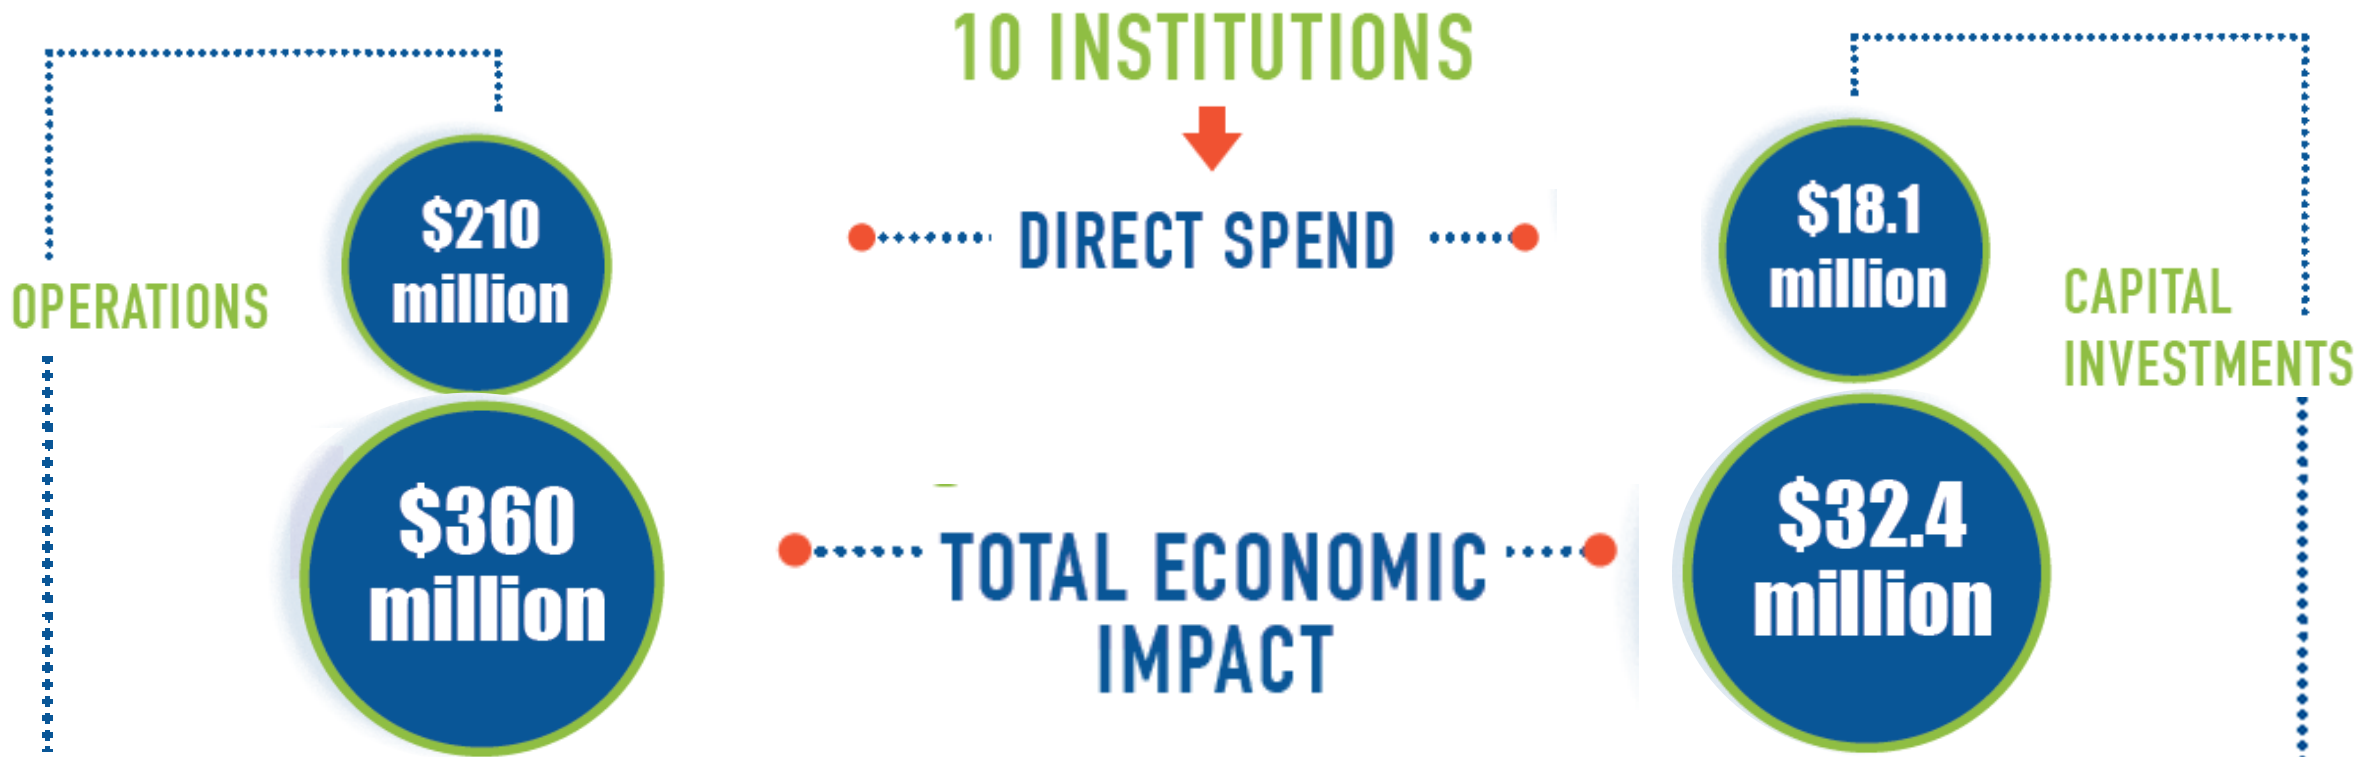 10 INSTITUTIONS
OPERATIONS
$210
million
DIRECT SPEND
$18.1
million
CAPITAL
INVESTMENTS
$360
million
TOTAL ECONOMIC
IMPACT
$32.4
million